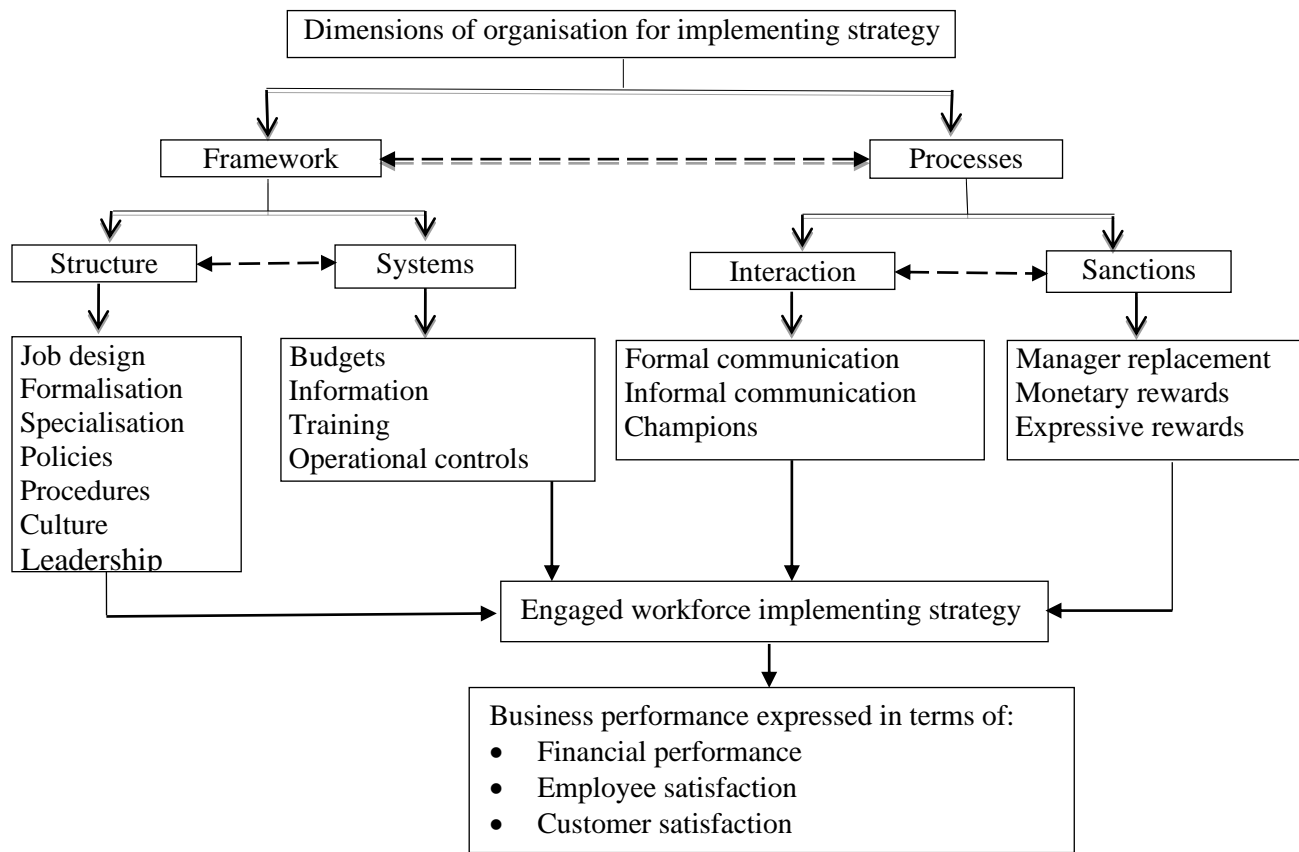 Dimensions of organisation for implementing strategy
Framework
Processes
Structure
Systems
Interaction
Sanctions
Job design
Formalisation
Specialisation
Policies
Procedures
Culture
Leadership
Budgets
Information
Training
Operational controls
Formal communication
Informal communication
Champions
Manager replacement
Monetary rewards
Expressive rewards
Engaged workforce implementing strategy
Business performance expressed in terms of:
• Financial performance
• Employee satisfaction
• Customer satisfaction